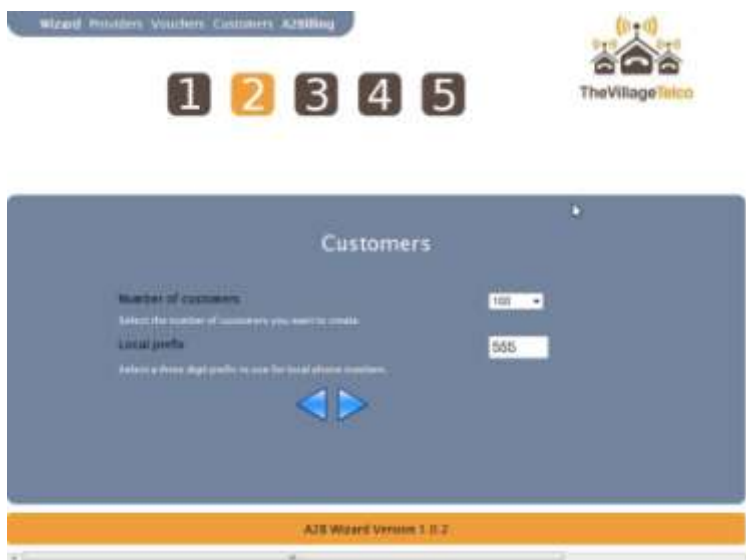 Wizard Providers Vouchers Customers A2Billing
1 2 3 4 5
TheVillageTelco
Customers
Number of customers
100
Select the number of customers you want to create.
Local prefix
555
Select a three digit prefix to use for local phone numbers.
A2B Wizard Version 1.0.2